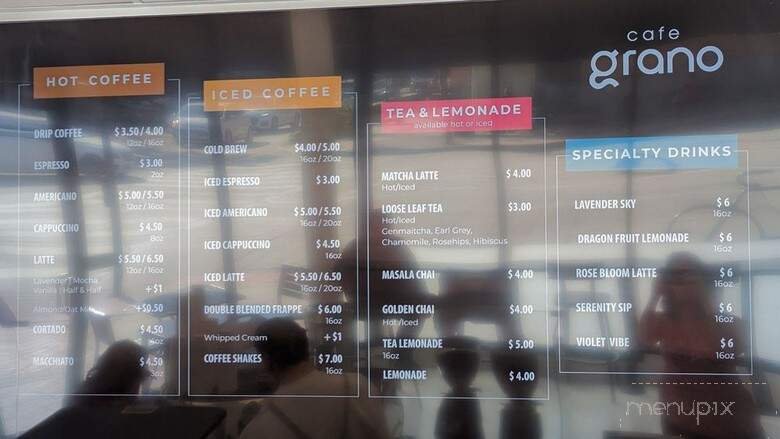 cafe
grano
HOT COFFEE
DRIP COFFEE $ 3.50 / 4.00
12oz / 16oz
ESPRESSO $ 3.00
2oz
AMERICANO $ 5.00 / 5.50
12oz / 16oz
CAPPUCCINO $ 4.50
8oz
LATTE $ 5.50 / 6.50
12oz / 16oz
Lavender | Mocha
Vanilla | Half & Half +$1
Almond/Oat +$0.50
CORTADO $ 4.50
MACCHIATO $ 4.50
ICED COFFEE
COLD BREW $4.00 / 5.00
16oz / 20oz
ICED ESPRESSO $ 3.00
ICED AMERICANO $ 5.00 / 5.50
16oz / 20oz
ICED CAPPUCCINO $ 4.50
16oz
ICED LATTE $ 5.50 / 6.50
16oz / 20oz
DOUBLE BLENDED FRAPPE $ 6.00
16oz
Whipped Cream +$1
COFFEE SHAKES $ 7.00
16oz
TEA & LEMONADE
available hot or iced
MATCHA LATTE $ 4.00
Hot/Iced
LOOSE LEAF TEA $3.00
Hot/Iced
Genmaitcha, Earl Grey,
Chamomile, Rosehips, Hibiscus
MASALA CHAI $ 4.00
GOLDEN CHAI $4.00
Hot/Iced
TEA LEMONADE $ 5.00
16oz
LEMONADE $ 4.00
SPECIALTY DRINKS
LAVENDER SKY $ 6
16oz
DRAGON FRUIT LEMONADE $ 6
16oz
ROSE BLOOM LATTE $ 6
16oz
SERENITY SIP $ 6
16oz
VIOLET VIBE $ 6
16oz
menupix